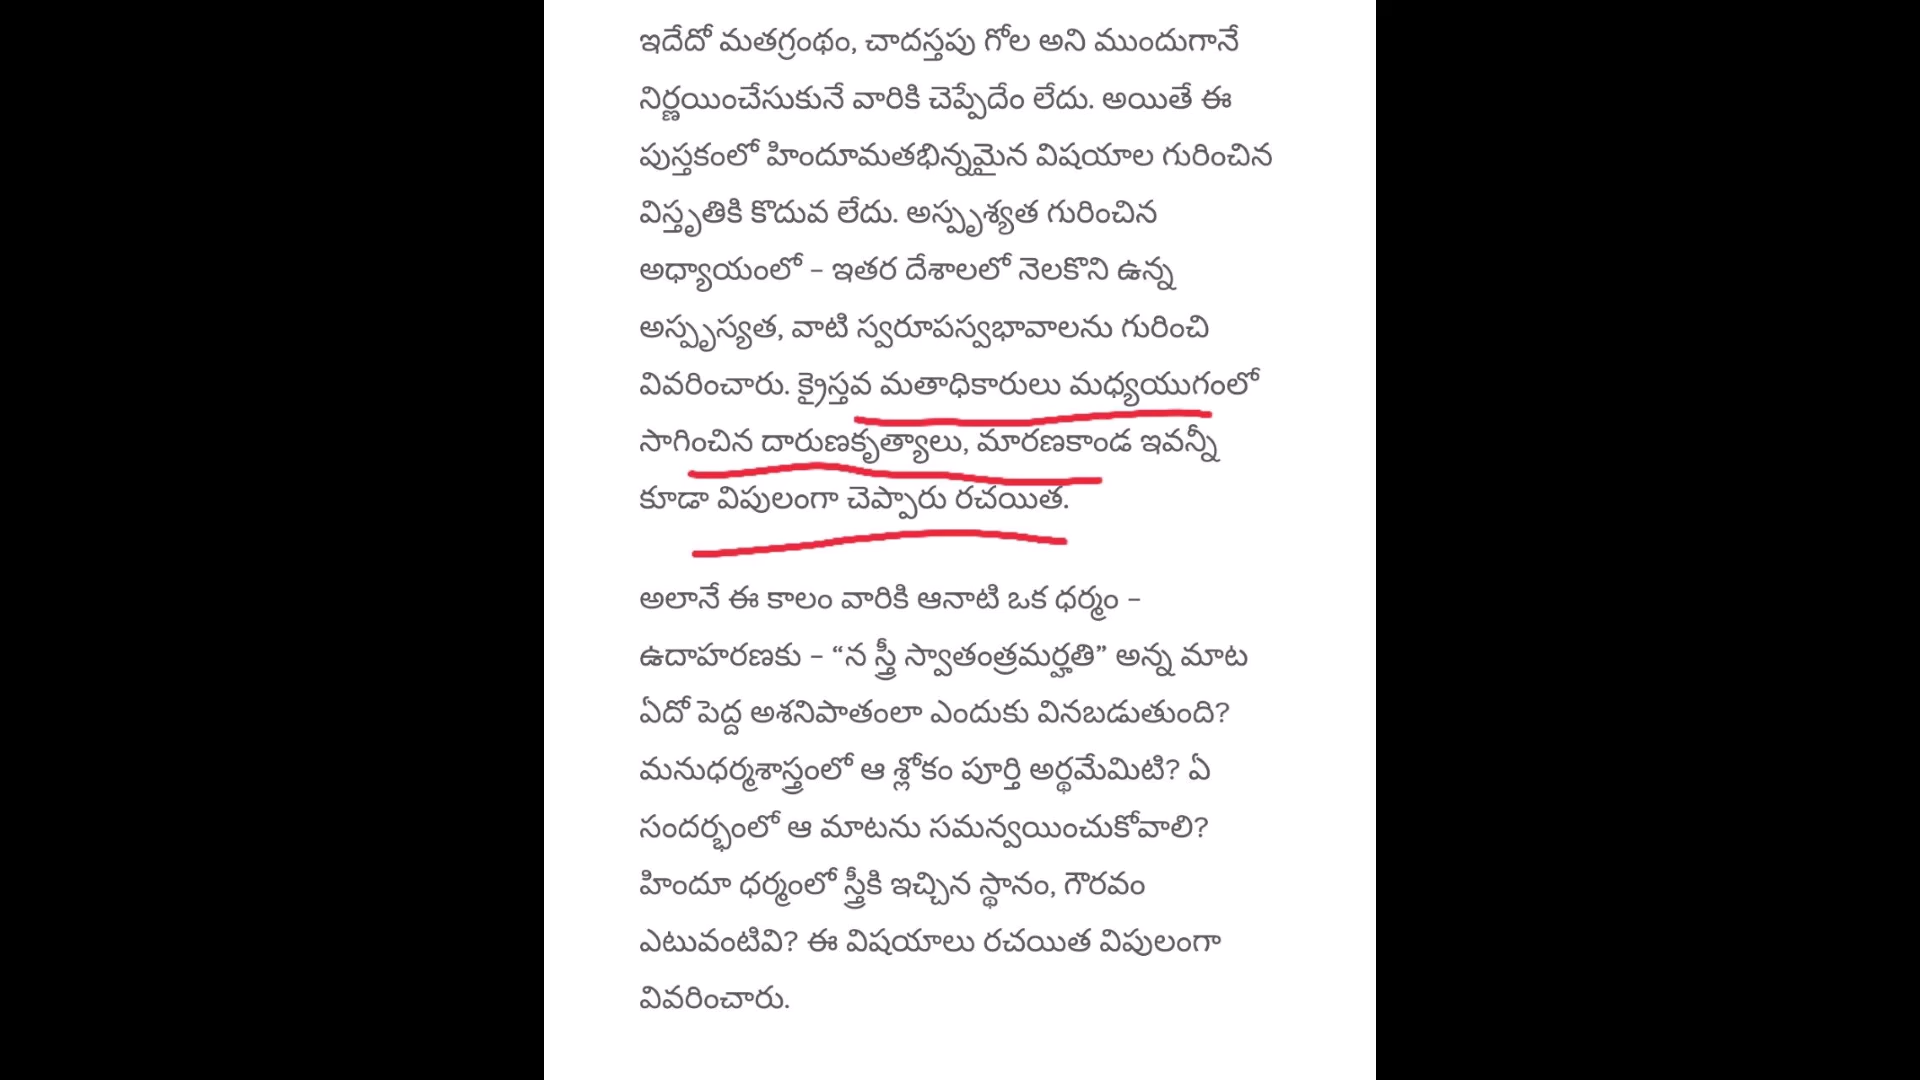 ఇదేదో మతగ్రంథం, చాదస్తపు గోల అని ముందుగానే
నిర్ణయించేసుకునే వారికి చెప్పేదేం లేదు. అయితే ఈ
పుస్తకంలో హిందూమతభిన్నమైన విషయాల గురించిన
విస్తృతికి కొదువ లేదు. అస్పృశ్యత గురించిన
అధ్యాయంలో – ఇతర దేశాలలో నెలకొని ఉన్న
అస్పృస్యత, వాటి స్వరూపస్వభావాలను గురించి
వివరించారు. క్రైస్తవ మతాధికారులు మధ్యయుగంలో
సాగించిన దారుణకృత్యాలు, మారణకాండ ఇవన్నీ
కూడా విపులంగా చెప్పారు రచయిత.
అలానే ఈ కాలం వారికి ఆనాటి ఒక ధర్మం –
ఉదాహరణకు – “న స్త్రీ స్వాతంత్రమర్హతి” అన్న మాట
ఏదో పెద్ద అశనిపాతంలా ఎందుకు వినబడుతుంది?
మనుధర్మశాస్త్రంలో ఆ శ్లోకం పూర్తి అర్థమేమిటి? ఏ
సందర్భంలో ఆ మాటను సమన్వయించుకోవాలి?
హిందూ ధర్మంలో స్త్రీకి ఇచ్చిన స్థానం, గౌరవం
ఎటువంటివి? ఈ విషయాలు రచయిత విపులంగా
వివరించారు.